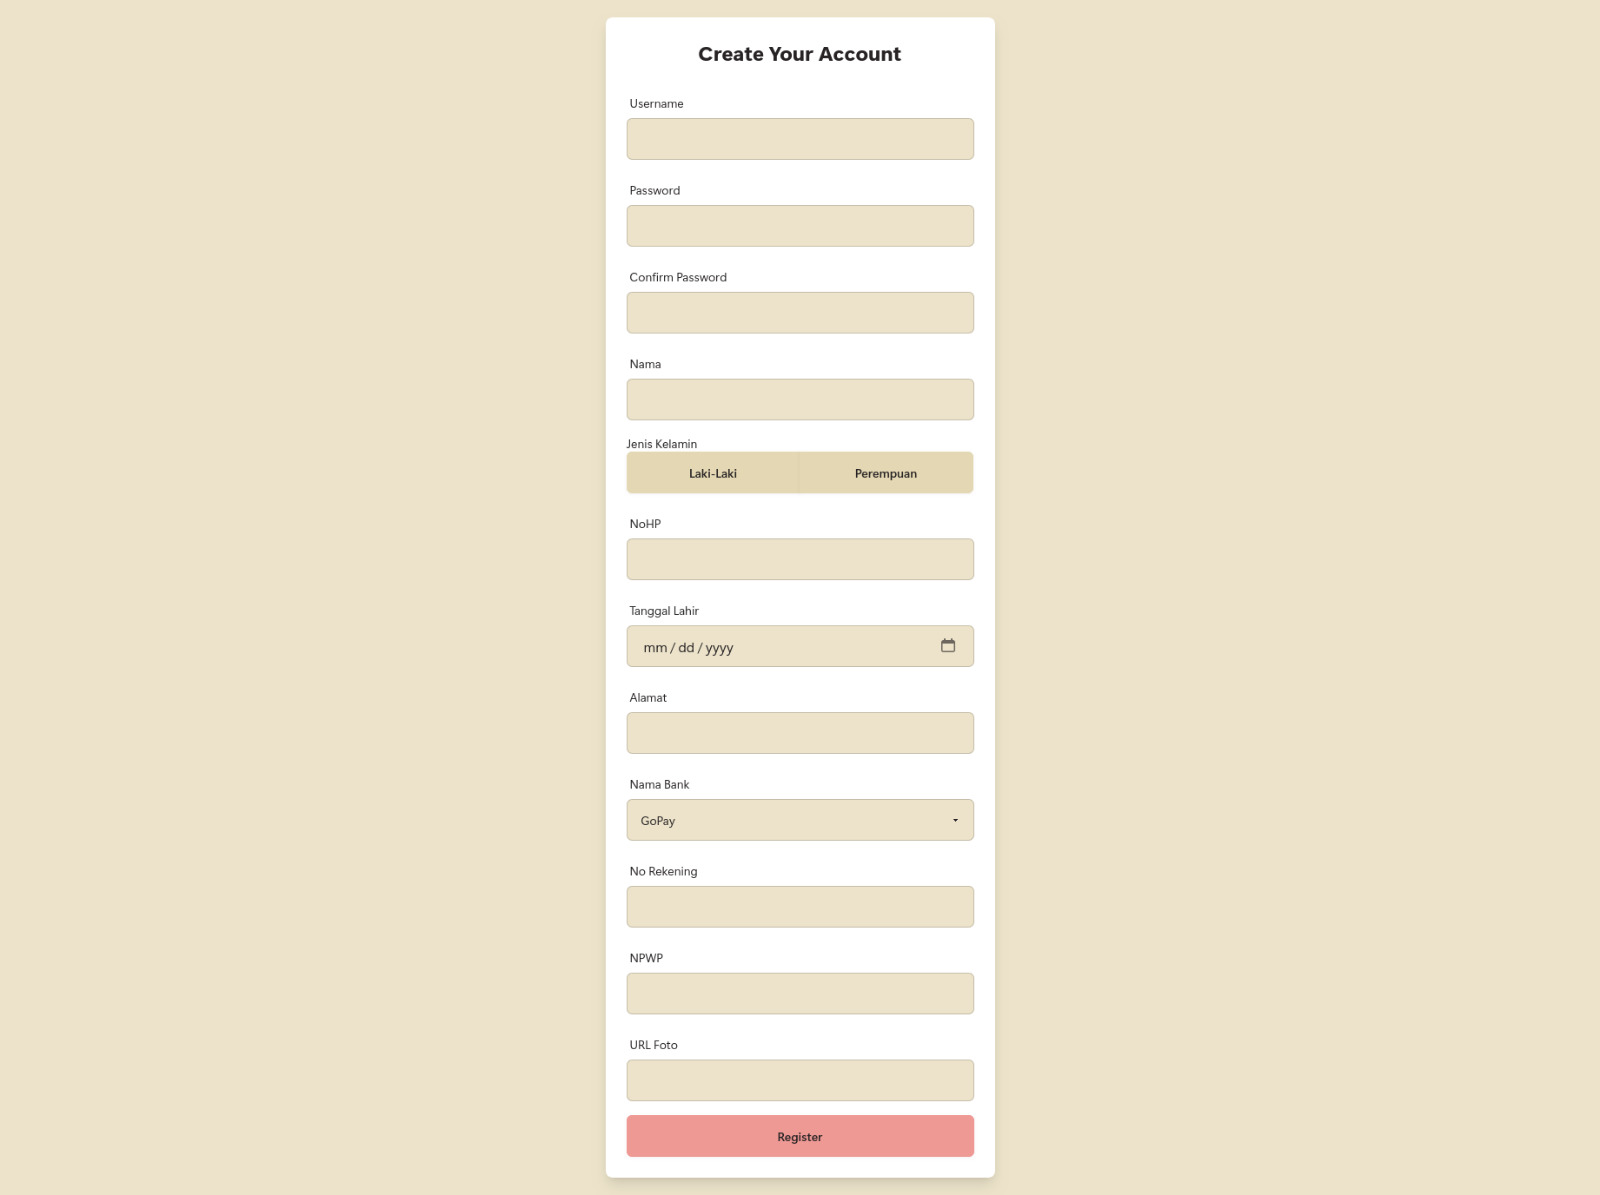 Create Your Account
Username
Password
Confirm Password
Nama
Jenis Kelamin
Laki-Laki Perempuan
NoHP
Tanggal Lahir
mm / dd / yyyy
Alamat
Nama Bank
GoPay
No Rekening
NPWP
URL Foto
Register